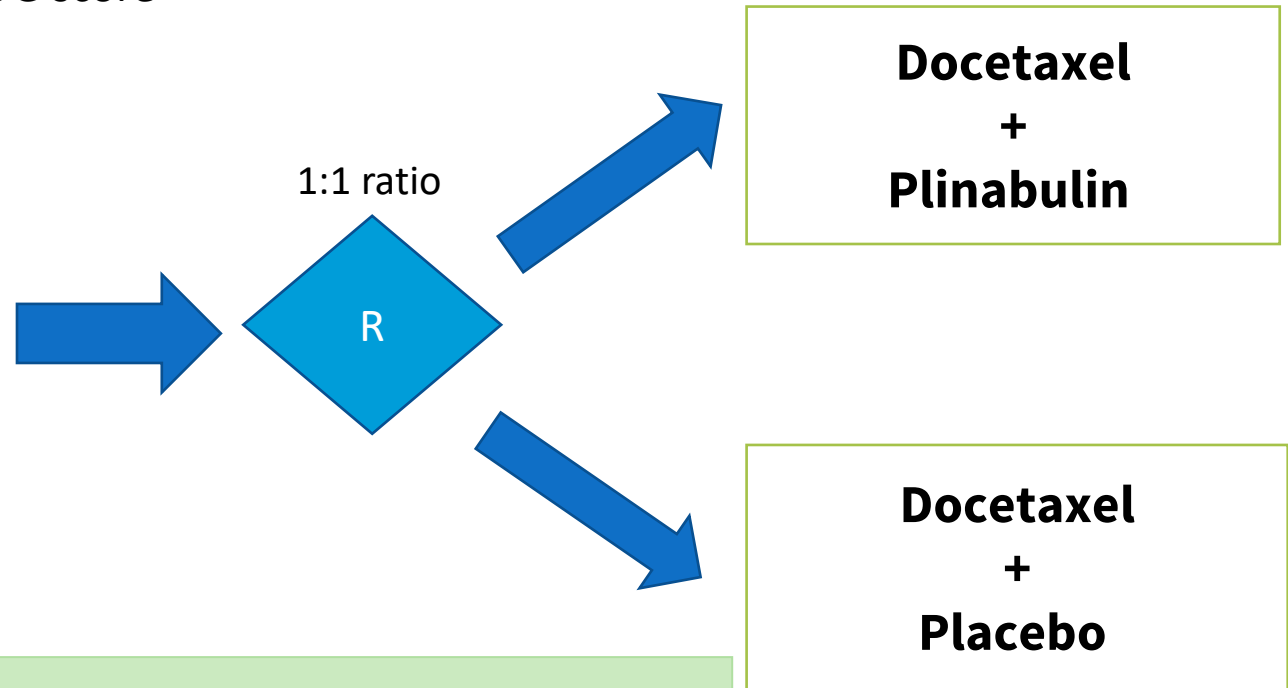 1:1 ratio
R
Docetaxel
+
Plinabulin
Docetaxel
+
Placebo